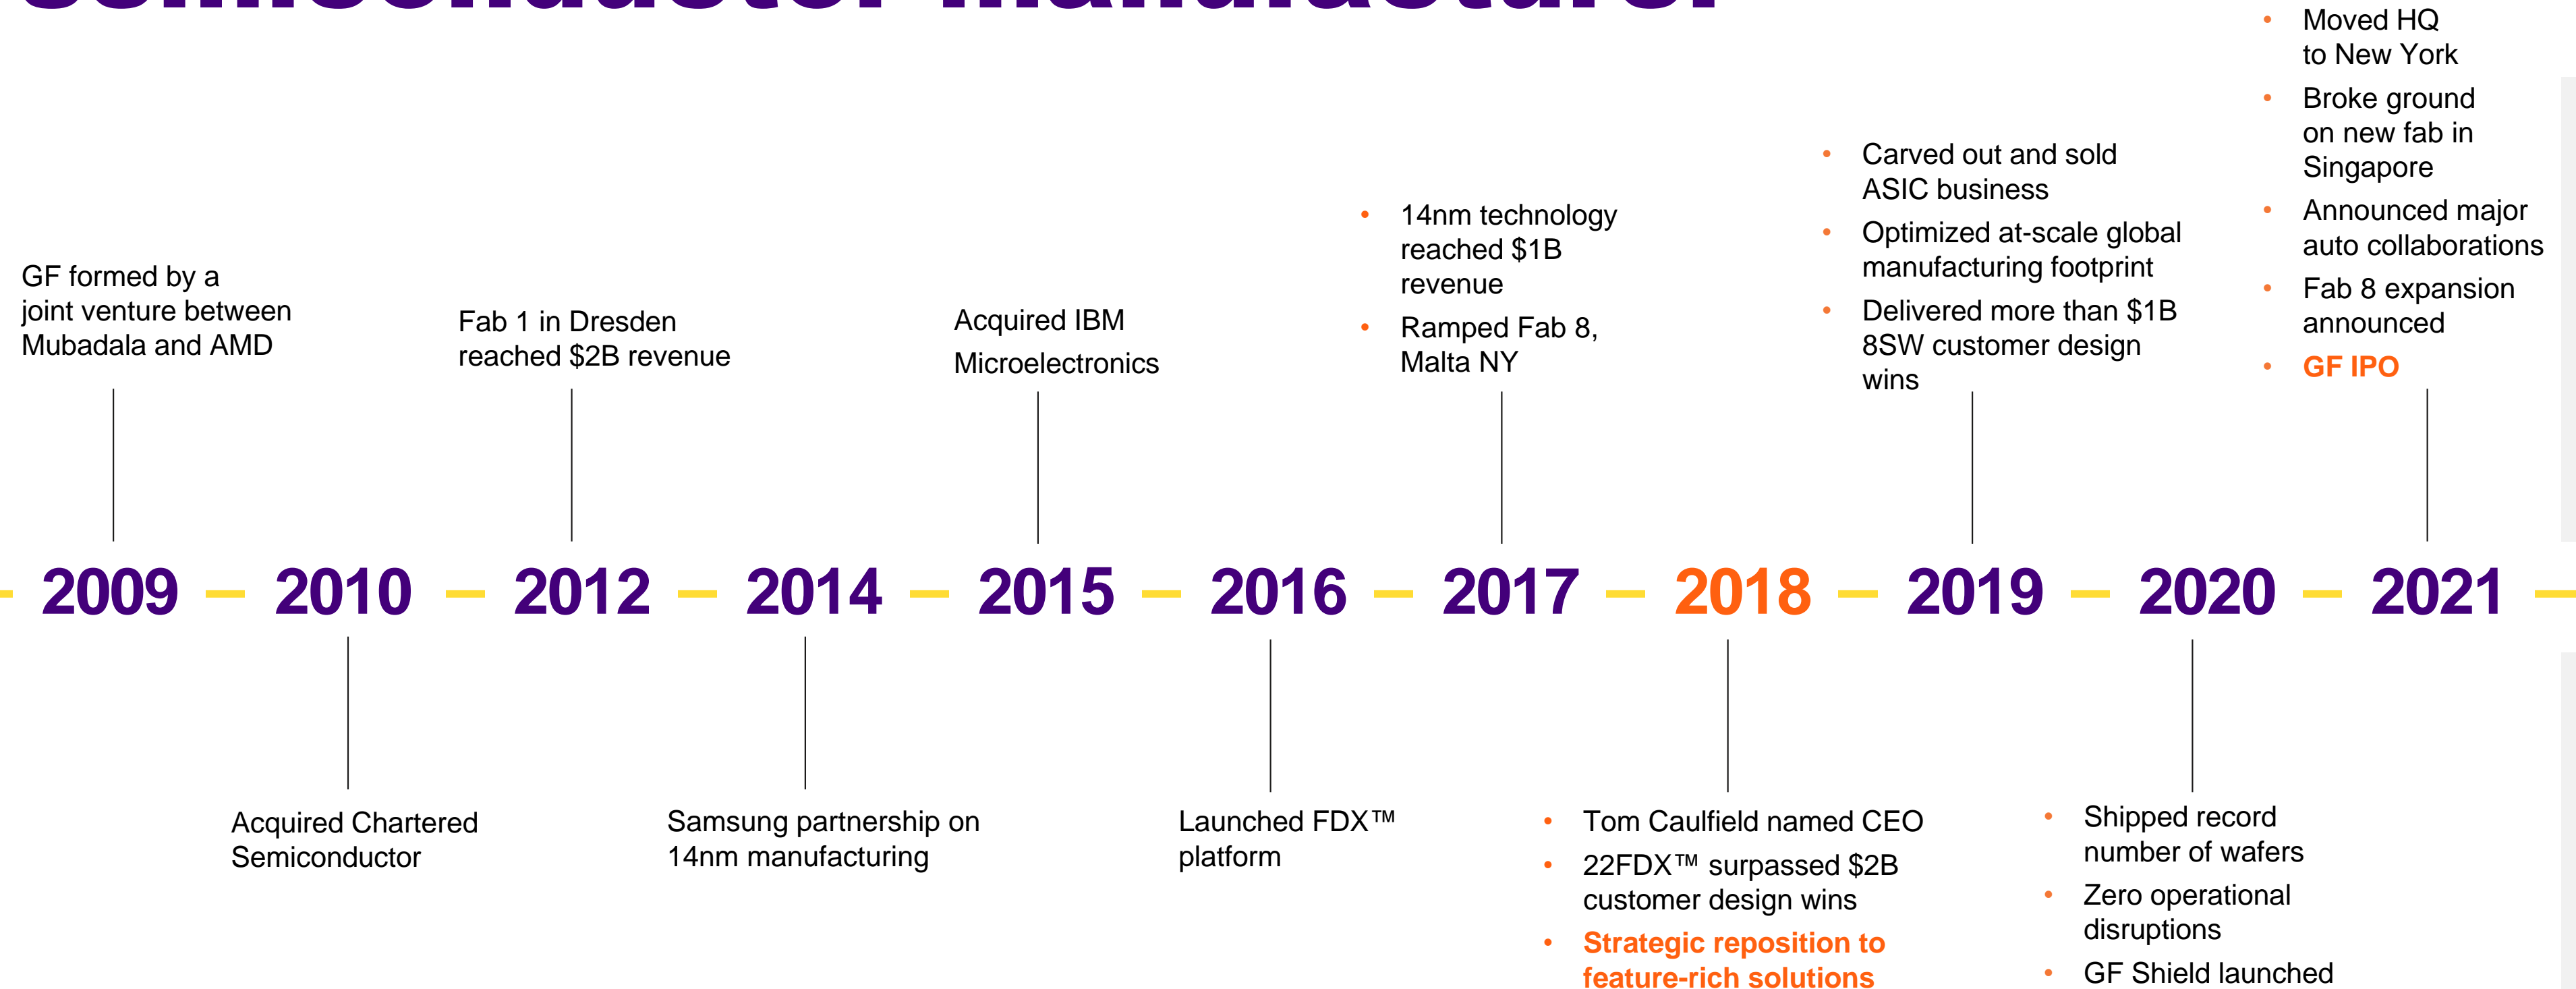 semiconductor manufacturer
GF formed by a
joint venture between
Mubadala and AMD
Fab 1 in Dresden
reached $2B revenue
Acquired IBM
Microelectronics
• 14nm technology
reached $1B
revenue
• Ramped Fab 8,
Malta NY
• Carved out and sold
ASIC business
• Optimized at-scale global
manufacturing footprint
• Delivered more than $1B
8SW customer design
wins
• Moved HQ
to New York
• Broke ground
on new fab in
Singapore
• Announced major
auto collaborations
• Fab 8 expansion
announced
• GF IPO
2009 2010 2012 2014 2015 2016 2017 2018 2019 2020 2021
Acquired Chartered
Semiconductor
Samsung partnership on
14nm manufacturing
Launched FDX™
platform
• Tom Caulfield named CEO
• 22FDX™ surpassed $2B
customer design wins
• Strategic reposition to
feature-rich solutions
• Shipped record
number of wafers
• Zero operational
disruptions
• GF Shield launched